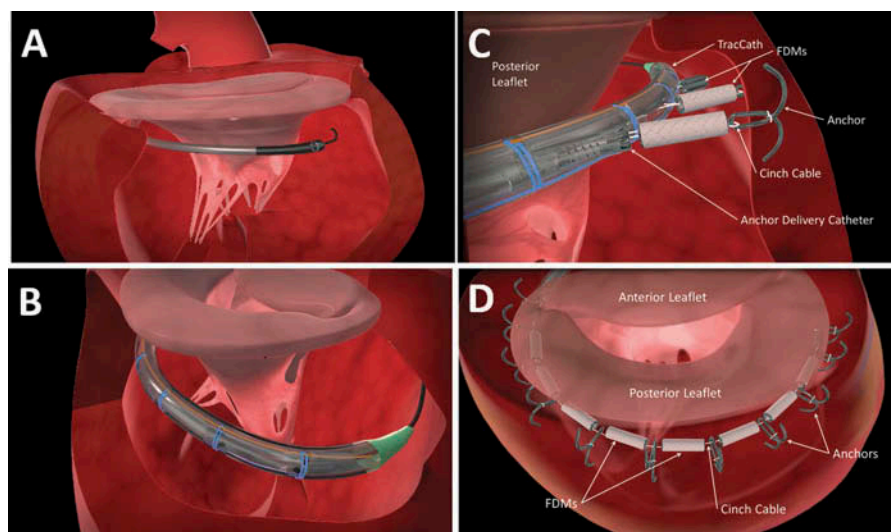 A
B
C
TracCath
FDMs
Posterior
Leaflet
Anchor
Cinch Cable
Anchor Delivery Catheter
D
Anterior Leaflet
Posterior Leaflet
Anchors
FDMs
Cinch Cable